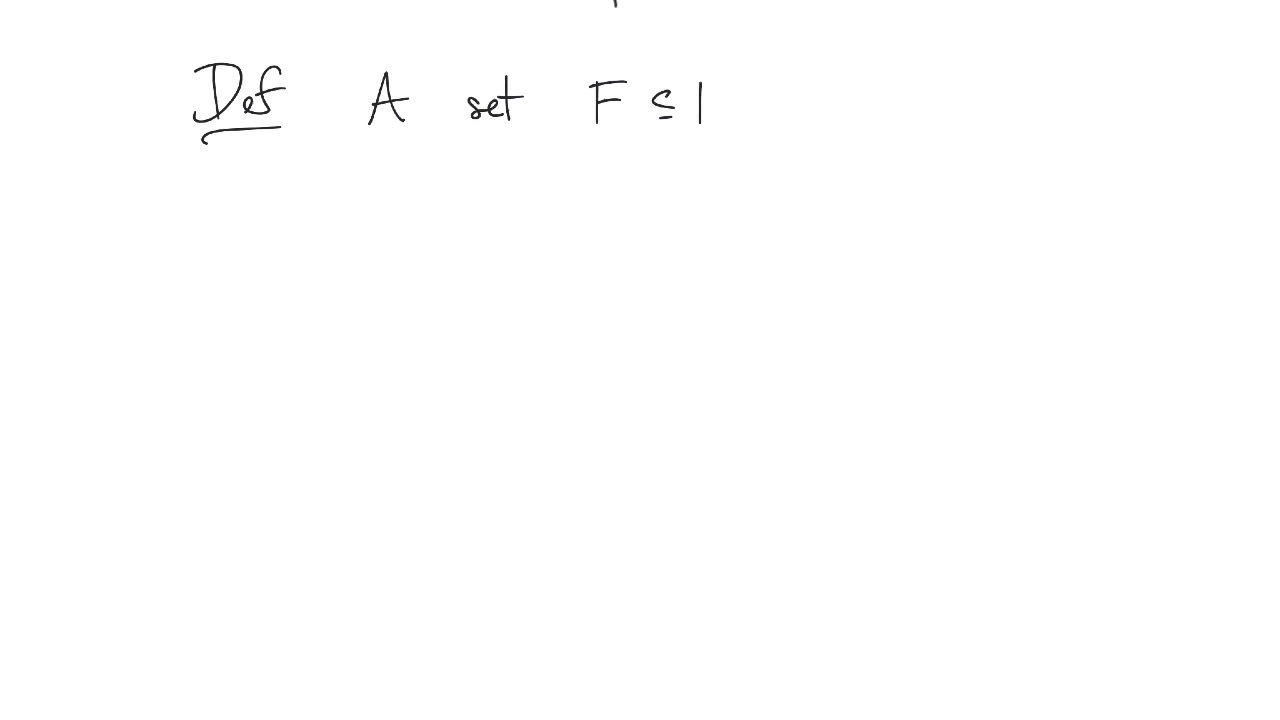 Def A set F ⊆ |